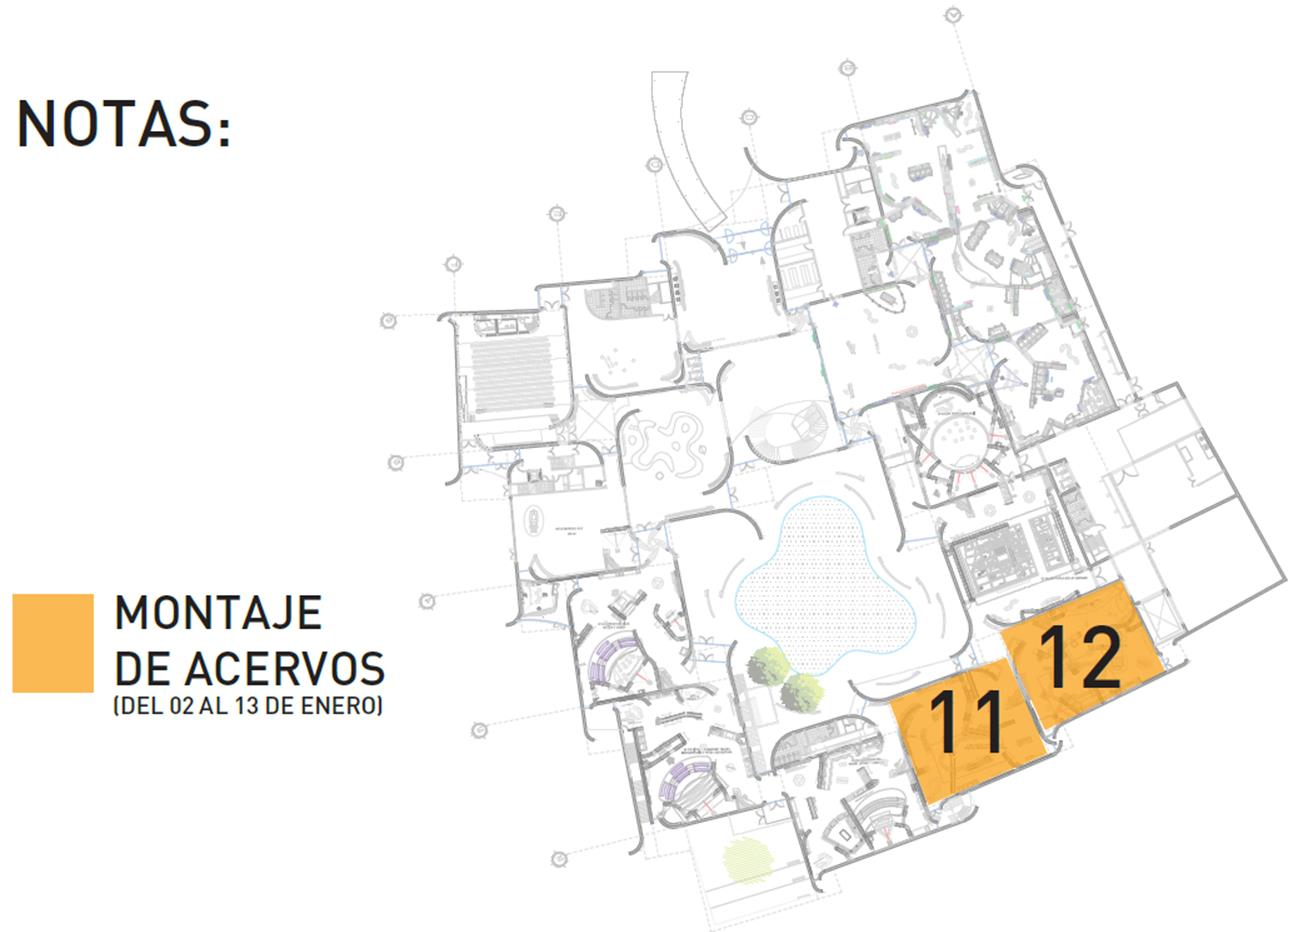 NOTAS:
MONTAJE
DE ACERVOS
(DEL 02 AL 13 DE ENERO)
12
11